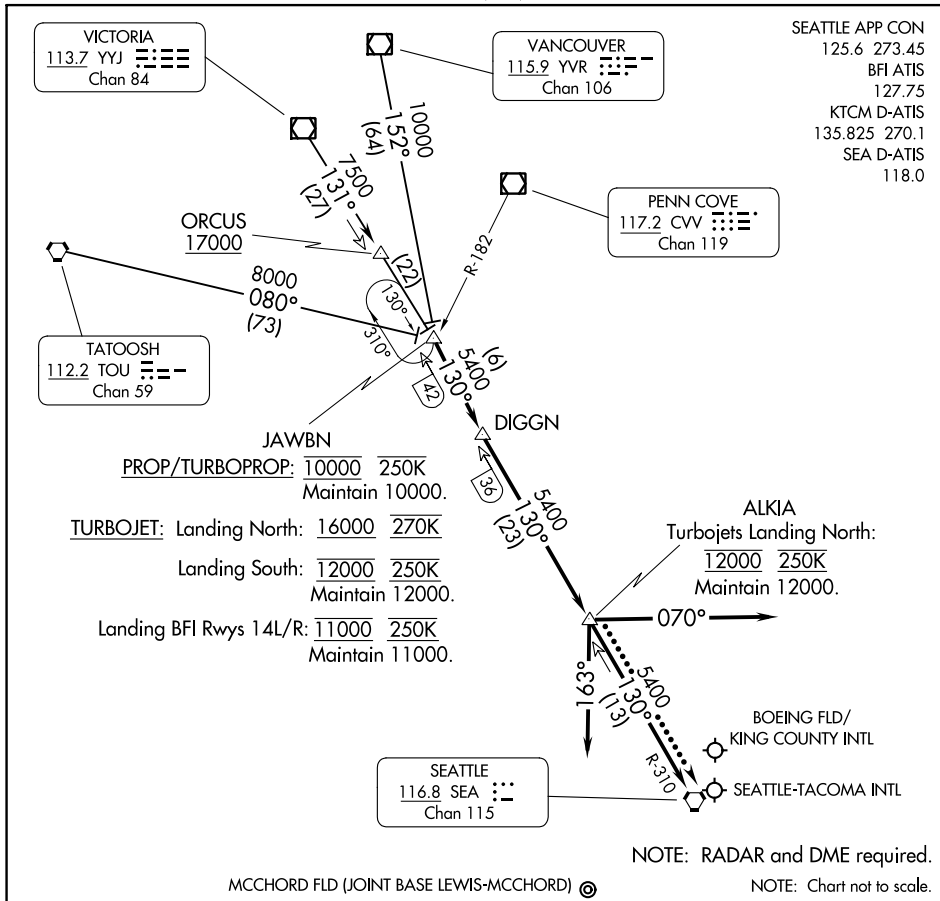 VICTORIA
113.7 YYJ
Chan 84
VANCOUVER
115.9 YVR
Chan 106
SEATTLE APP CON
125.6 273.45
BFI ATIS
127.75
KTCM D-ATIS
135.825 270.1
SEA D-ATIS
118.0
10000
152°
(64)
7500
131°
(27)
PENN COVE
117.2 CVV
Chan 119
ORCUS
17000
R-182
(22)
8000
080°
(73)
130°
310°
TATOOSH
112.2 TOU
Chan 59
(6)
5400
130°
42
DIGGN
JAWBN
PROP/TURBOPROP: 10000 250K
Maintain 10000.
36
5400
130°
(23)
TURBOJET: Landing North: 16000 270K
Landing South: 12000 250K
Maintain 12000.
Landing BFI Rwys 14L/R: 11000 250K
Maintain 11000.
ALKIA
Turbojets Landing North:
12000 250K
Maintain 12000.
070°
163°
5400
130°
(13)
R-310
BOEING FLD/
KING COUNTY INTL
SEATTLE
116.8 SEA
Chan 115
SEATTLE-TACOMA INTL
NOTE: RADAR and DME required.
MCCHORD FLD (JOINT BASE LEWIS-MCCHORD)
NOTE: Chart not to scale.